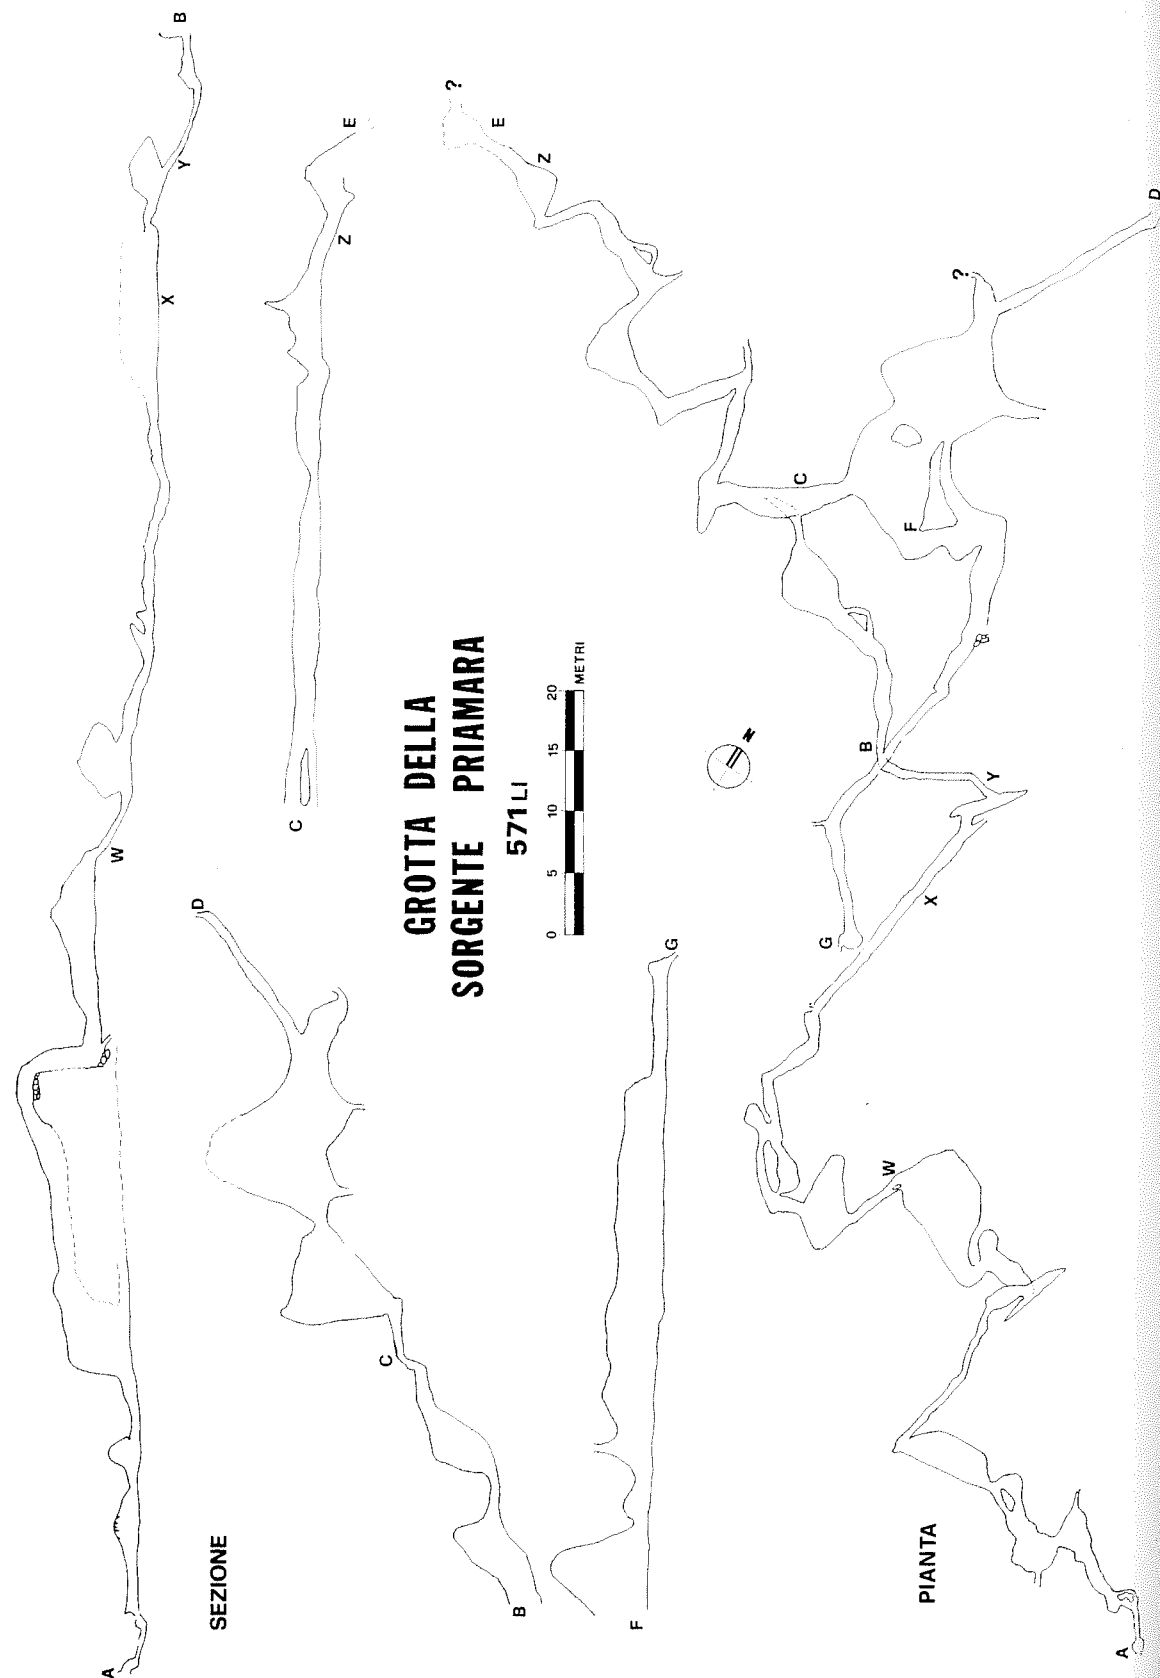 B
Y
X
W
A
SEZIONE
E
Z
C
D
C
B
G
F
GROTTA DELLA
SORGENTE PRIAMARA
571 LI
0 5 10 15 20
METRI
N
?
E
Z
D
?
C
F
B
Y
G
X
W
A
PIANTA